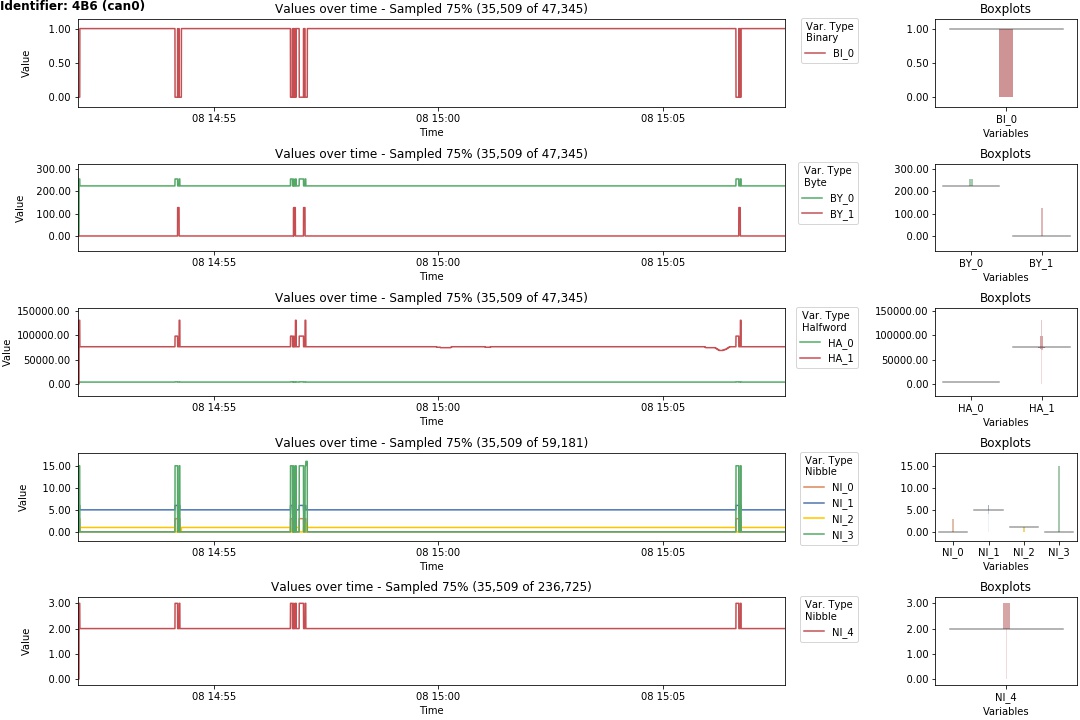 Identifier: 4B6 (can0)
Values over time - Sampled 75% (35,509 of 47,345)
Boxplots
Value
1.00
0.50
0.00
08 14:55
08 15:00
08 15:05
Time
Var. Type
Binary
BI_0
1.00
0.50
0.00
BI_0
Variables
Values over time - Sampled 75% (35,509 of 47,345)
Boxplots
Value
300.00
200.00
100.00
0.00
08 14:55
08 15:00
08 15:05
Time
Var. Type
Byte
BY_0
BY_1
300.00
200.00
100.00
0.00
BY_0
BY_1
Variables
Values over time - Sampled 75% (35,509 of 47,345)
Boxplots
Value
150000.00
100000.00
50000.00
0.00
08 14:55
08 15:00
08 15:05
Time
Var. Type
Halfword
HA_0
HA_1
150000.00
100000.00
50000.00
0.00
HA_0
HA_1
Variables
Values over time - Sampled 75% (35,509 of 59,181)
Boxplots
Value
15.00
10.00
5.00
0.00
08 14:55
08 15:00
08 15:05
Time
Var. Type
Nibble
NI_0
NI_1
NI_2
NI_3
15.00
10.00
5.00
0.00
NI_0
NI_1
NI_2
NI_3
Variables
Values over time - Sampled 75% (35,509 of 236,725)
Boxplots
Value
3.00
2.00
1.00
0.00
08 14:55
08 15:00
08 15:05
Time
Var. Type
Nibble
NI_4
3.00
2.00
1.00
0.00
NI_4
Variables